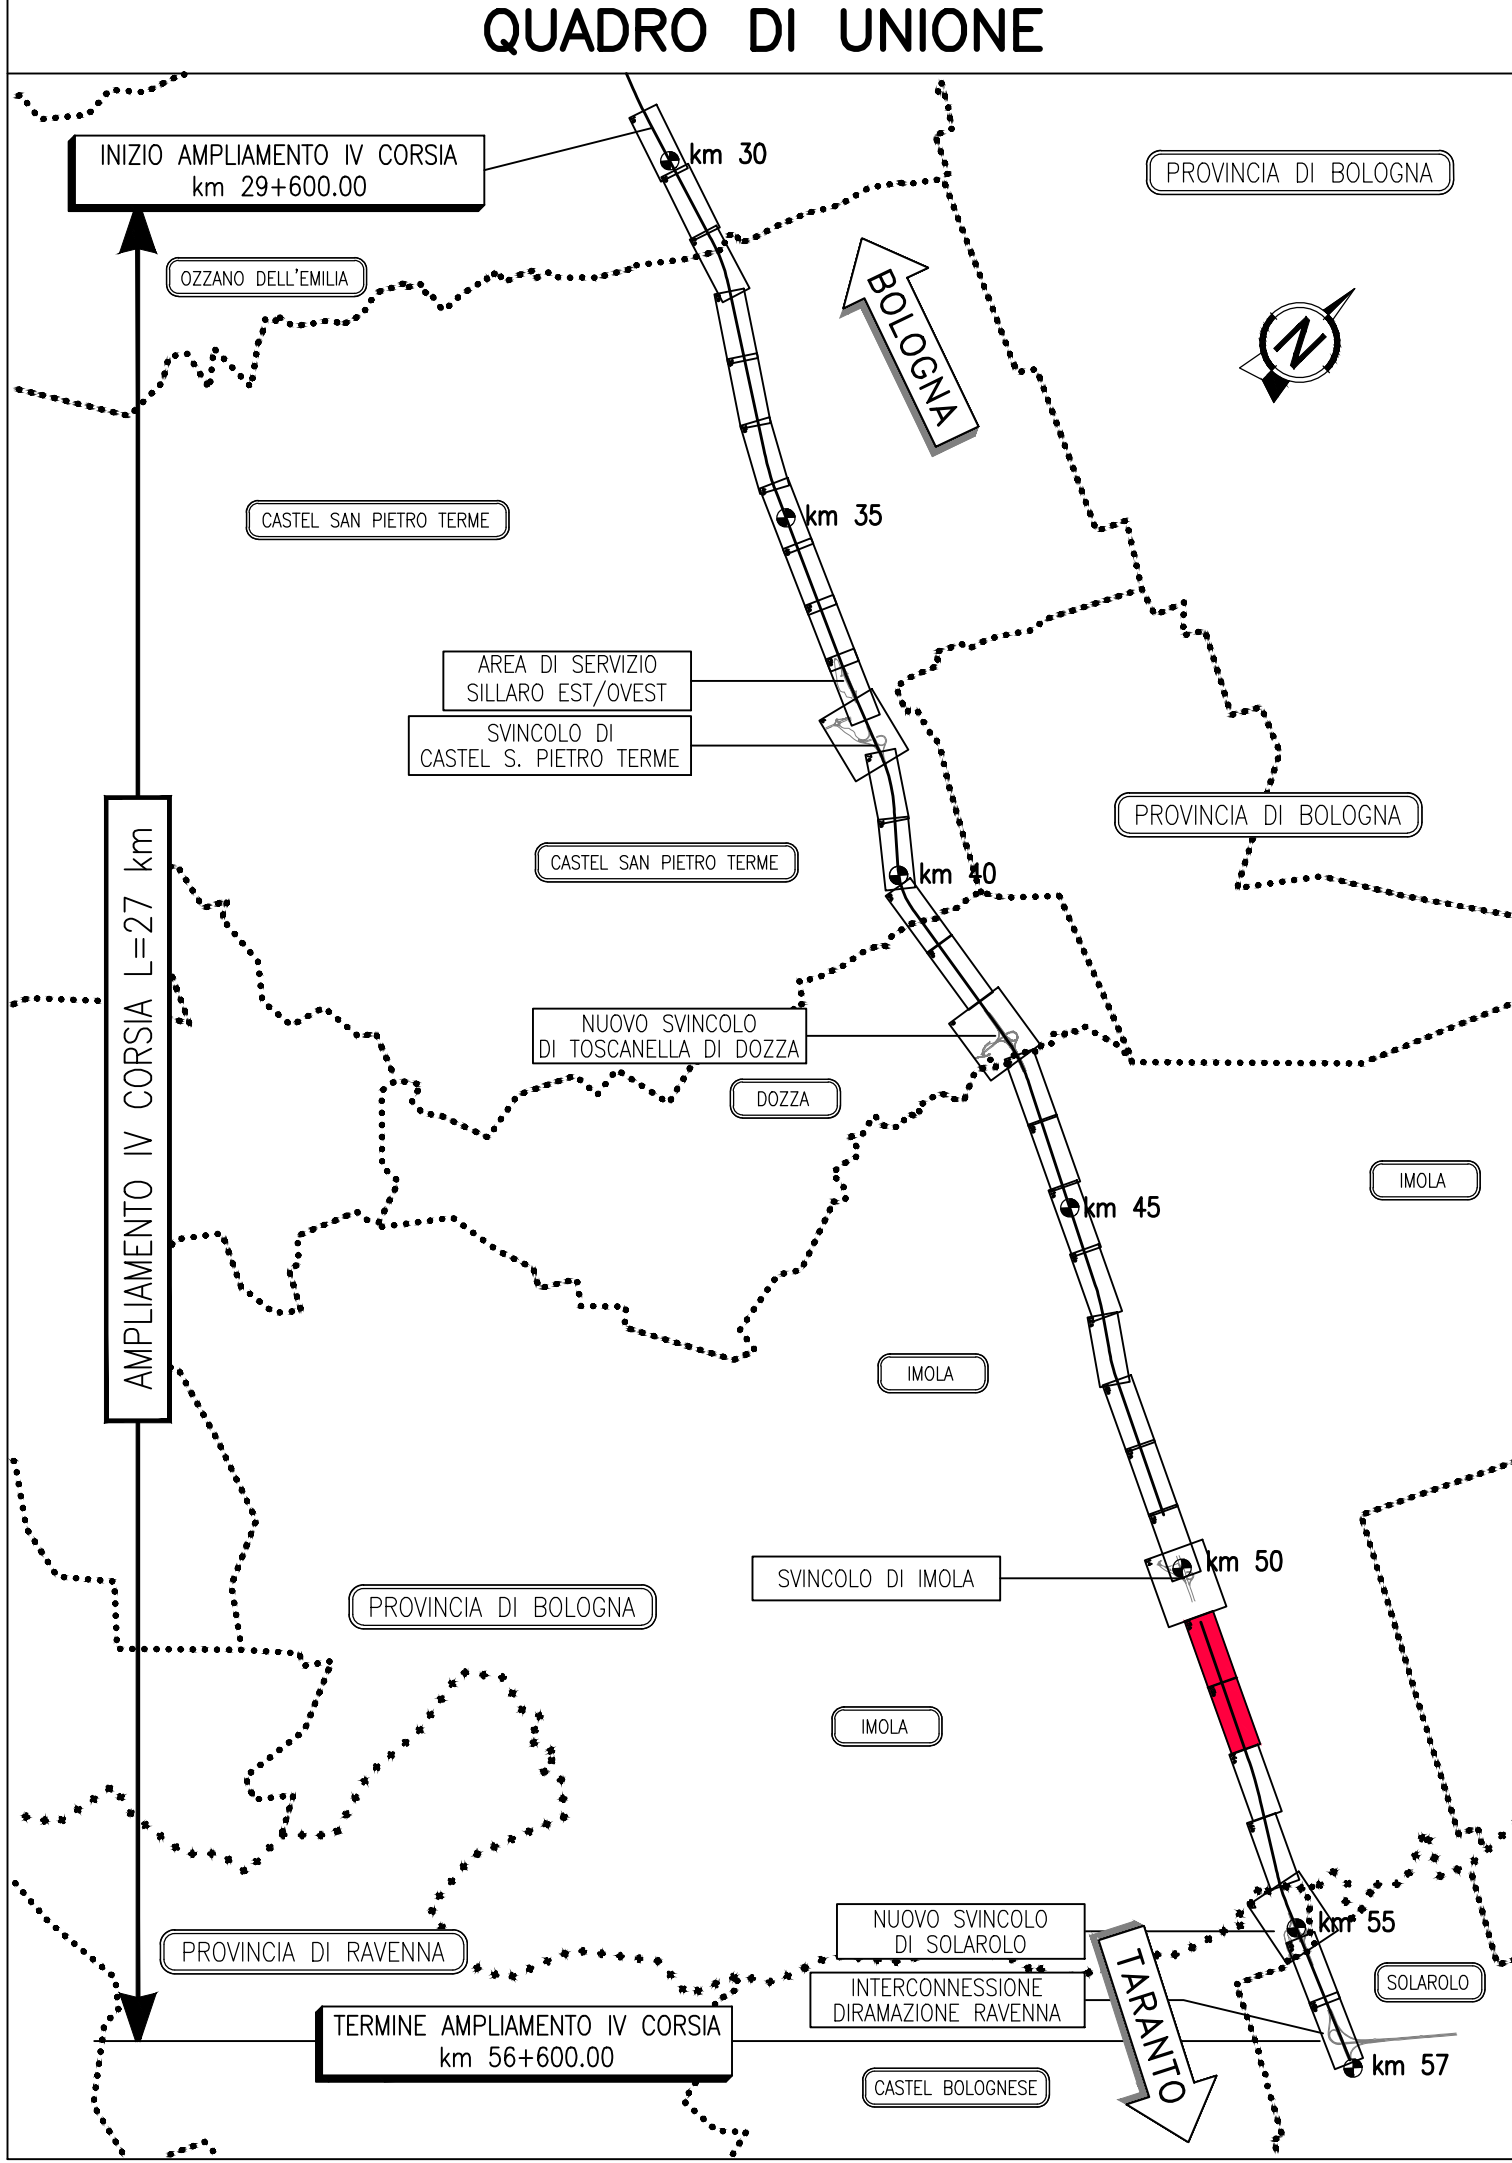 QUADRO DI UNIONE
INIZIO AMPLIAMENTO IV CORSIA
km 29+600.00
km 30
PROVINCIA DI BOLOGNA
OZZANO DELL'EMILIA
BOLOGNA
N
CASTEL SAN PIETRO TERME
km 35
AREA DI SERVIZIO
SILLARO EST/OVEST
SVINCOLO DI
CASTEL S. PIETRO TERME
PROVINCIA DI BOLOGNA
CASTEL SAN PIETRO TERME
km 40
AMPLIAMENTO IV CORSIA L=27 km
NUOVO SVINCOLO
DI TOSCANELLA DI DOZZA
DOZZA
IMOLA
km 45
IMOLA
km 50
SVINCOLO DI IMOLA
PROVINCIA DI BOLOGNA
IMOLA
NUOVO SVINCOLO
DI SOLAROLO
km 55
PROVINCIA DI RAVENNA
TARANTO
INTERCONNESSIONE
DIRAMAZIONE RAVENNA
SOLAROLO
TERMINE AMPLIAMENTO IV CORSIA
km 56+600.00
km 57
CASTEL BOLOGNESE